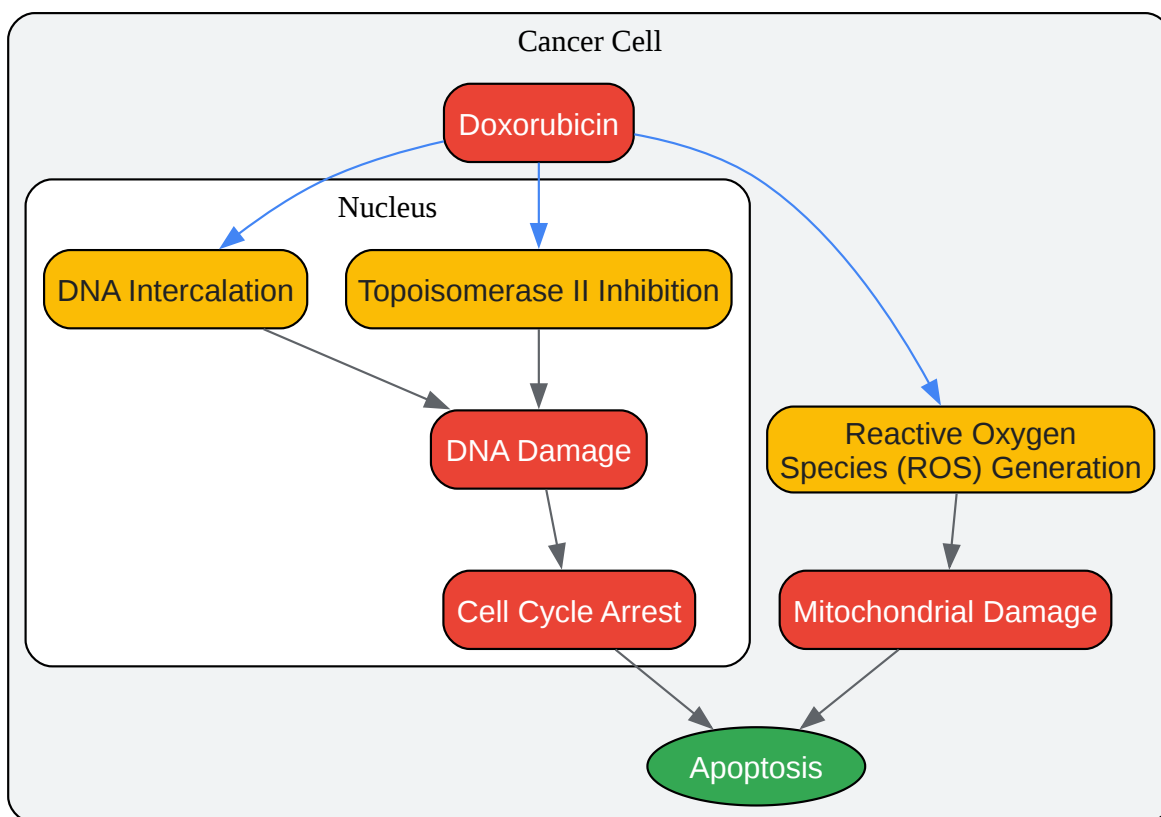 Cancer Cell
Doxorubicin
Nucleus
DNA Intercalation
Topoisomerase II Inhibition
DNA Damage
Reactive Oxygen
Species (ROS) Generation
Cell Cycle Arrest
Mitochondrial Damage
Apoptosis